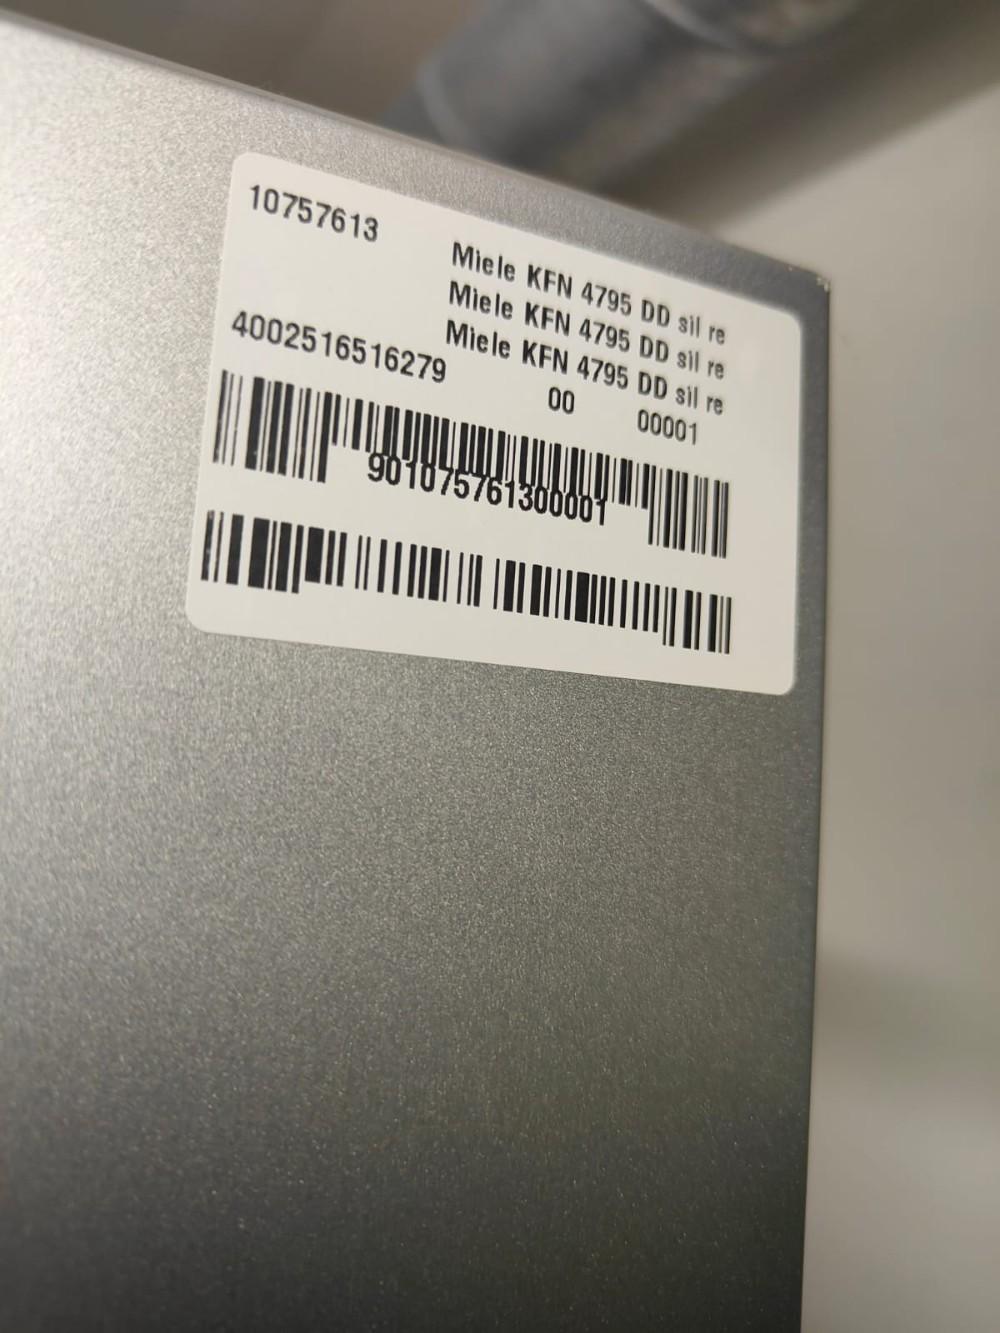 10757613
Miele KFN 4795 DD sil re
Miele KFN 4795 DD sil re
Miele KFN 4795 DD sil re
4002516516279
00 00001
901075761300001